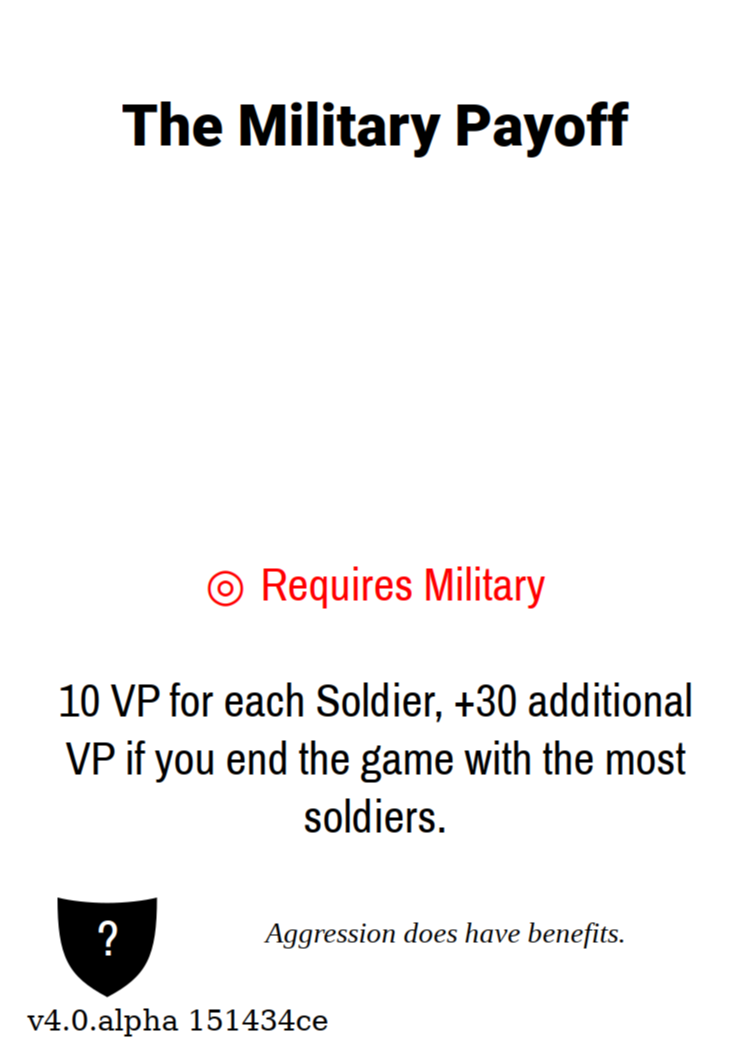 The Military Payoff
◎ Requires Military
10 VP for each Soldier, +30 additional
VP if you end the game with the most
soldiers.
?
Aggression does have benefits.
v4.0.alpha 151434ce